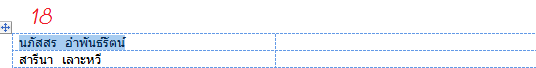 18
นภัสสร อำพันธ์รัตน์
สารีนา เลาะหวี